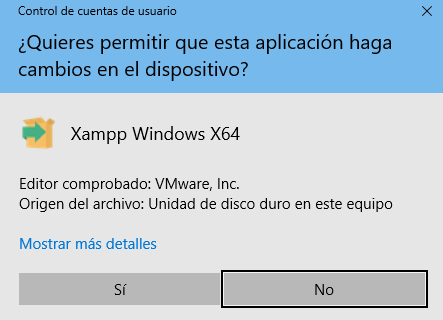 Control de cuentas de usuario
¿Quieres permitir que esta aplicación haga
cambios en el dispositivo?
Xampp Windows X64
Editor comprobado: VMware, Inc.
Origen del archivo: Unidad de disco duro en este equipo
Mostrar más detalles
Sí
No